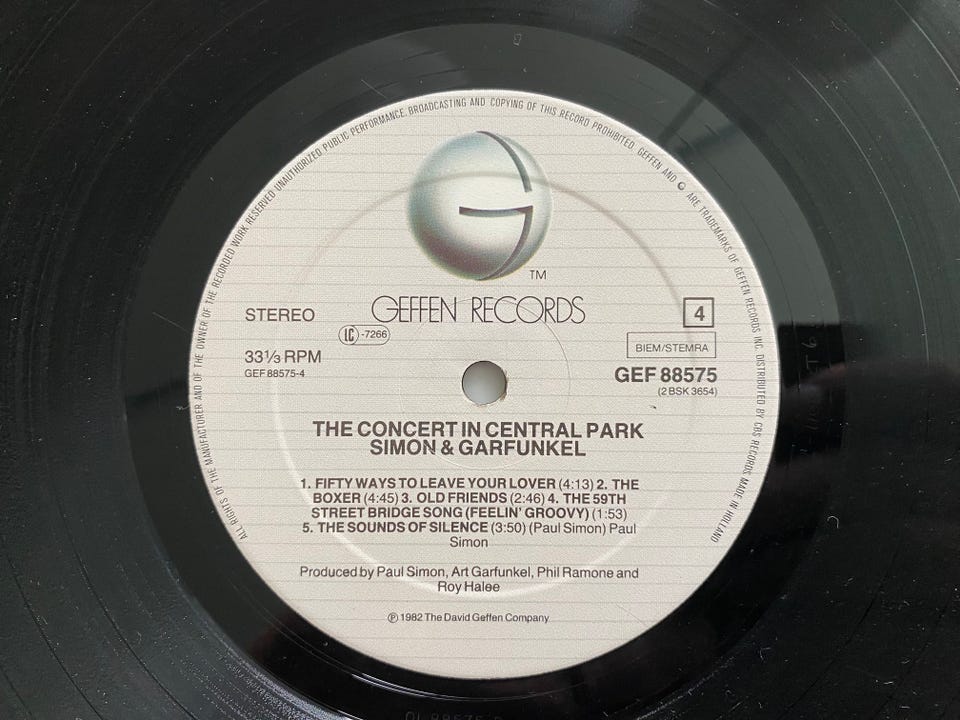 ALL RIGHTS OF THE MANUFACTURER AND OF THE OWNER OF THE RECORDED WORK RESERVED UNAUTHORIZED PUBLIC PERFORMANCE. BROADCASTING AND COPYING OF THIS RECORD PROHIBITED. GEFFEN AND G ARE TRADEMARKS OF GEFFEN RECORDS INC. DISTRIBUTED BY CBS RECORDS MADE IN HOLLAND
TM
GEFFEN RECORDS
STEREO
LC -7266
4
33⅓ RPM
BIEM/STEMRA
GEF 88575-4
GEF 88575
(2 BSK 3654)
THE CONCERT IN CENTRAL PARK
SIMON & GARFUNKEL
1. FIFTY WAYS TO LEAVE YOUR LOVER (4:13) 2. THE
BOXER (4:45) 3. OLD FRIENDS (2:46) 4. THE 59TH
STREET BRIDGE SONG (FEELIN' GROOVY) (1:53)
5. THE SOUNDS OF SILENCE (3:50) (Paul Simon) Paul
Simon
Produced by Paul Simon, Art Garfunkel, Phil Ramone and
Roy Halee
℗ 1982 The David Geffen Company